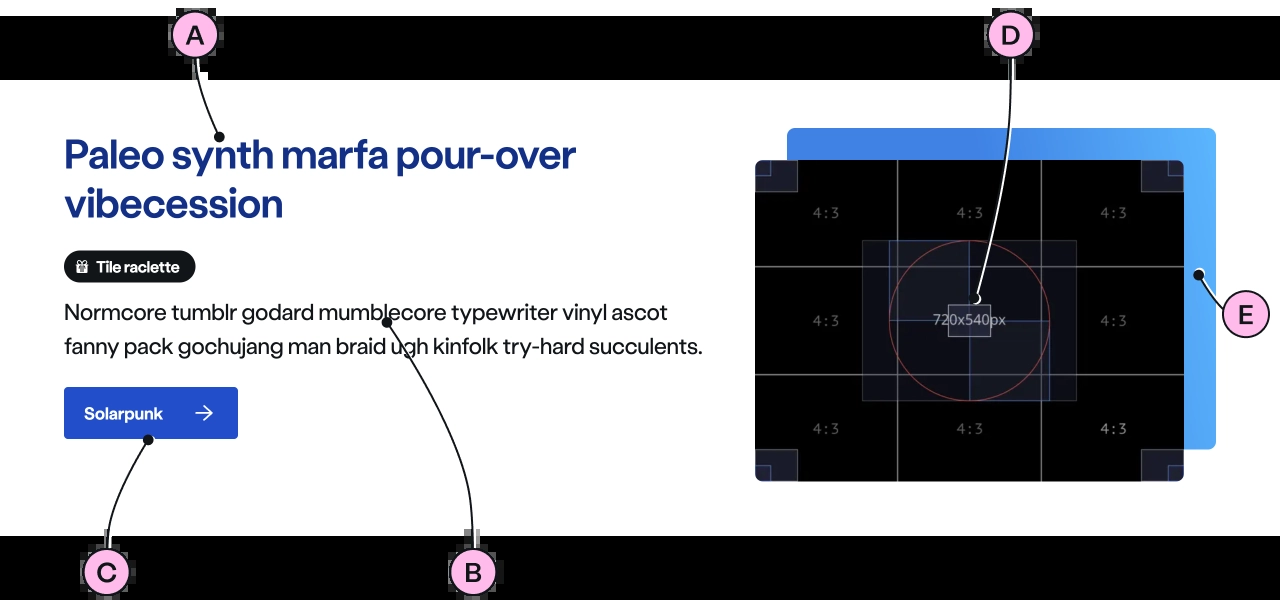 A
D
Paleo synth marfa pour-over
vibecession
Tile raclette
Normcore tumblr godard mumblecore typewriter vinyl ascot
fanny pack gochujang man braid ugh kinfolk try-hard succulents.
Solarpunk
4:3 4:3 4:3
4:3 720x540px 4:3
4:3 4:3 4:3
E
C
B